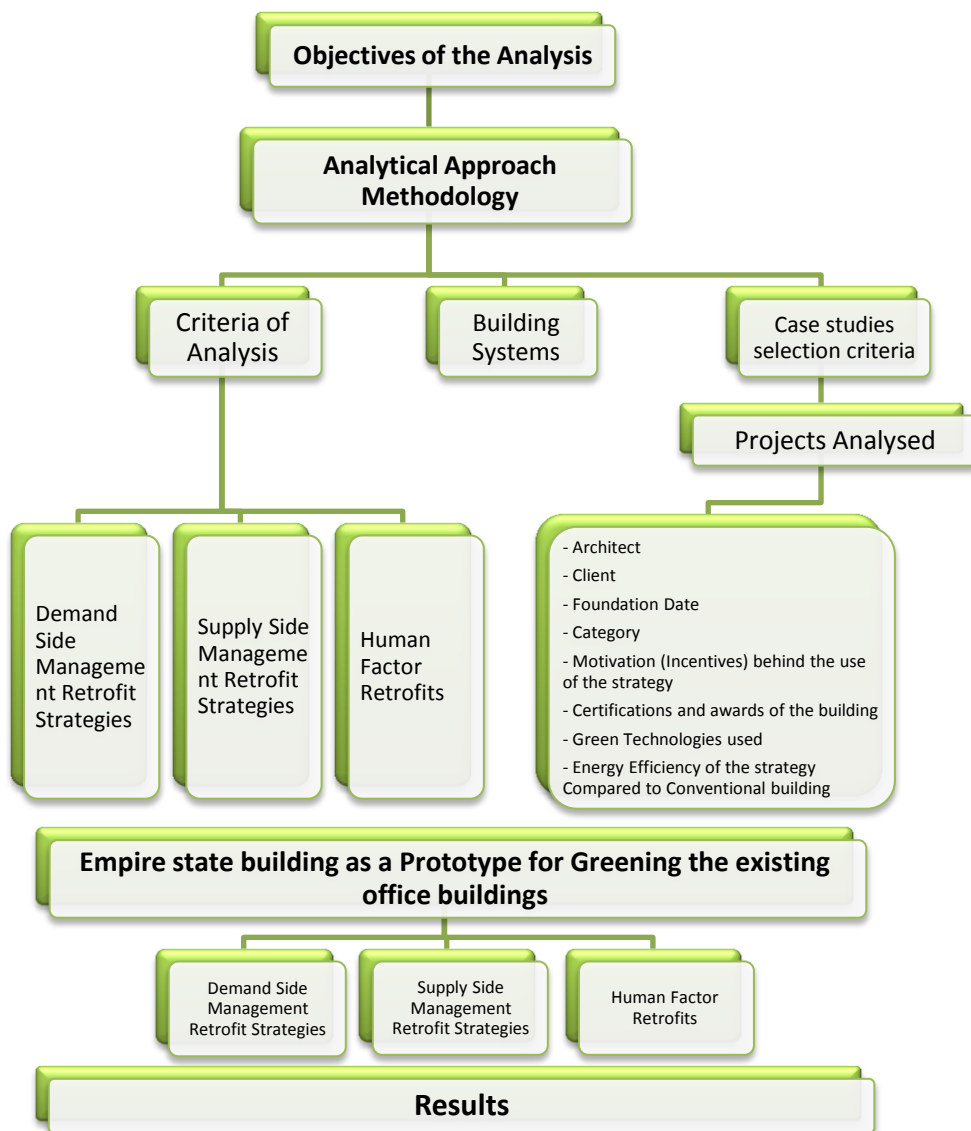 Objectives of the Analysis
Analytical Approach
Methodology
Criteria of
Analysis
Building
Systems
Case studies
selection criteria
Projects Analysed
Demand
Side
Manageme
nt Retrofit
Strategies
Supply Side
Manageme
nt Retrofit
Strategies
Human
Factor
Retrofits
- Architect
- Client
- Foundation Date
- Category
- Motivation (Incentives) behind the use
of the strategy
- Certifications and awards of the building
- Green Technologies used
- Energy Efficiency of the strategy
Compared to Conventional building
Empire state building as a Prototype for Greening the existing
office buildings
Demand Side
Management
Retrofit Strategies
Supply Side
Management
Retrofit Strategies
Human Factor
Retrofits
Results